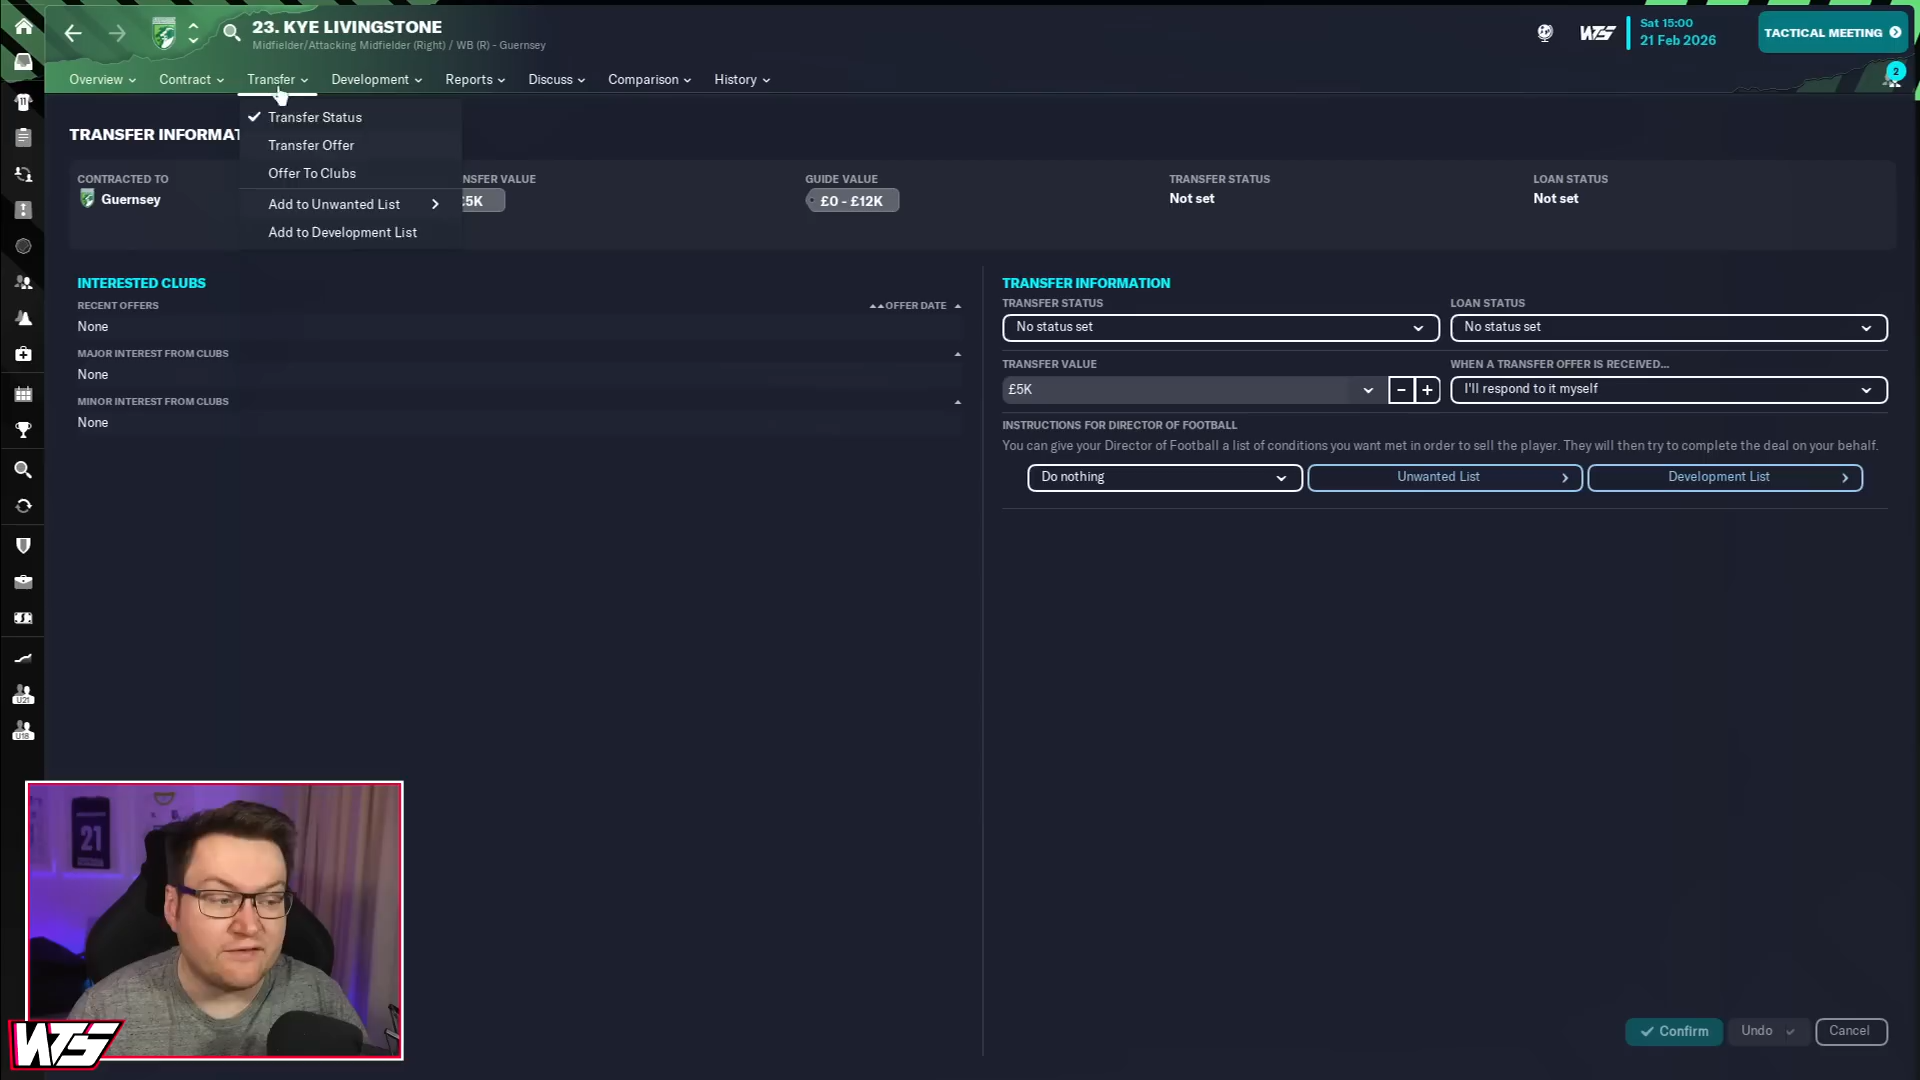 23. KYE LIVINGSTONE
Midfielder/Attacking Midfielder (Right) / WB (R) - Guernsey
WTS
Sat 15:00
21 Feb 2026
TACTICAL MEETING
2
Overview
Contract
Transfer
Development
Reports
Discuss
Comparison
History
Transfer Status
Transfer Offer
Offer To Clubs
Add to Unwanted List
Add to Development List
TRANSFER INFORMAT
CONTRACTED TO
Guernsey
NSFER VALUE
£5K
GUIDE VALUE
£0 - £12K
TRANSFER STATUS
Not set
LOAN STATUS
Not set
INTERESTED CLUBS
RECENT OFFERS
OFFER DATE
None
MAJOR INTEREST FROM CLUBS
None
MINOR INTEREST FROM CLUBS
None
TRANSFER INFORMATION
TRANSFER STATUS
LOAN STATUS
No status set
No status set
TRANSFER VALUE
WHEN A TRANSFER OFFER IS RECEIVED...
£5K
I'll respond to it myself
INSTRUCTIONS FOR DIRECTOR OF FOOTBALL
You can give your Director of Football a list of conditions you want met in order to sell the player. They will then try to complete the deal on your behalf.
Do nothing
Unwanted List
Development List
11
U21
U18
21
WTS
Confirm
Undo
Cancel